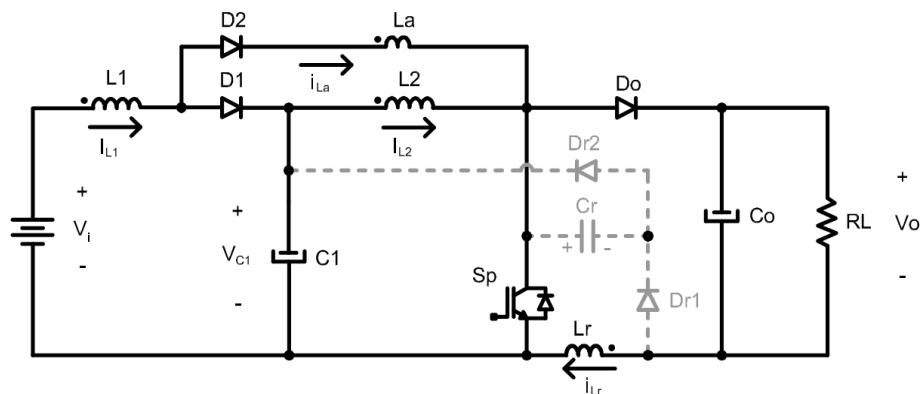 D2
La
iLa
L1
D1
L2
Do
IL1
IL2
Dr2
+
Vi
-
+
VC1
-
C1
Cr
+ -
Sp
Dr1
Co
RL
+
Vo
-
Lr
iLr